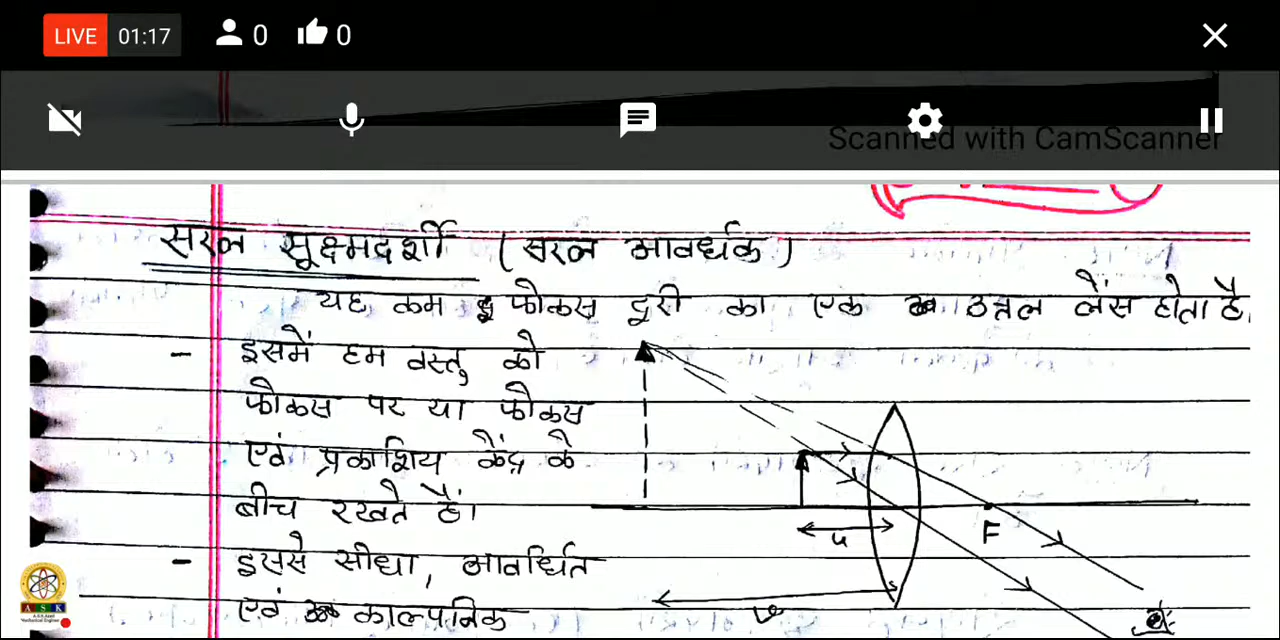 LIVE 01:17 0 0
Scanned with CamScanner
सरल सूक्ष्मदर्शी (सरल आवर्धक)
यह कम फोकस दूरी का एक उत्तल लैंस होता है.
- इसमें हम वस्तु को
फोकस पर या फोकस
एवं प्रकाशिय केंद्र के
बीच रखते हैं।
u
F
- इससे सीधा, आवर्धित
एवं काल्पनिक
v
A S K